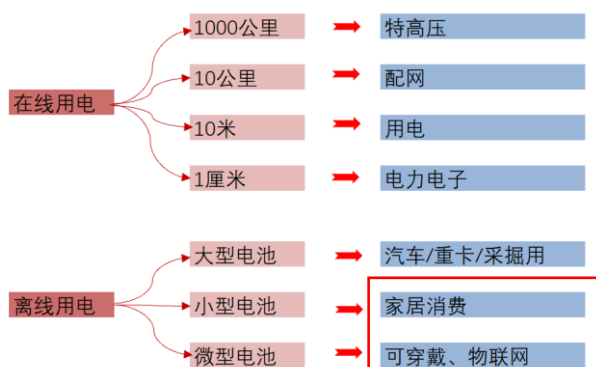 1000公里
特高压
10公里
配网
在线用电
10米
用电
1厘米
电力电子
大型电池
汽车/重卡/采掘用
离线用电
小型电池
家居消费
微型电池
可穿戴、物联网